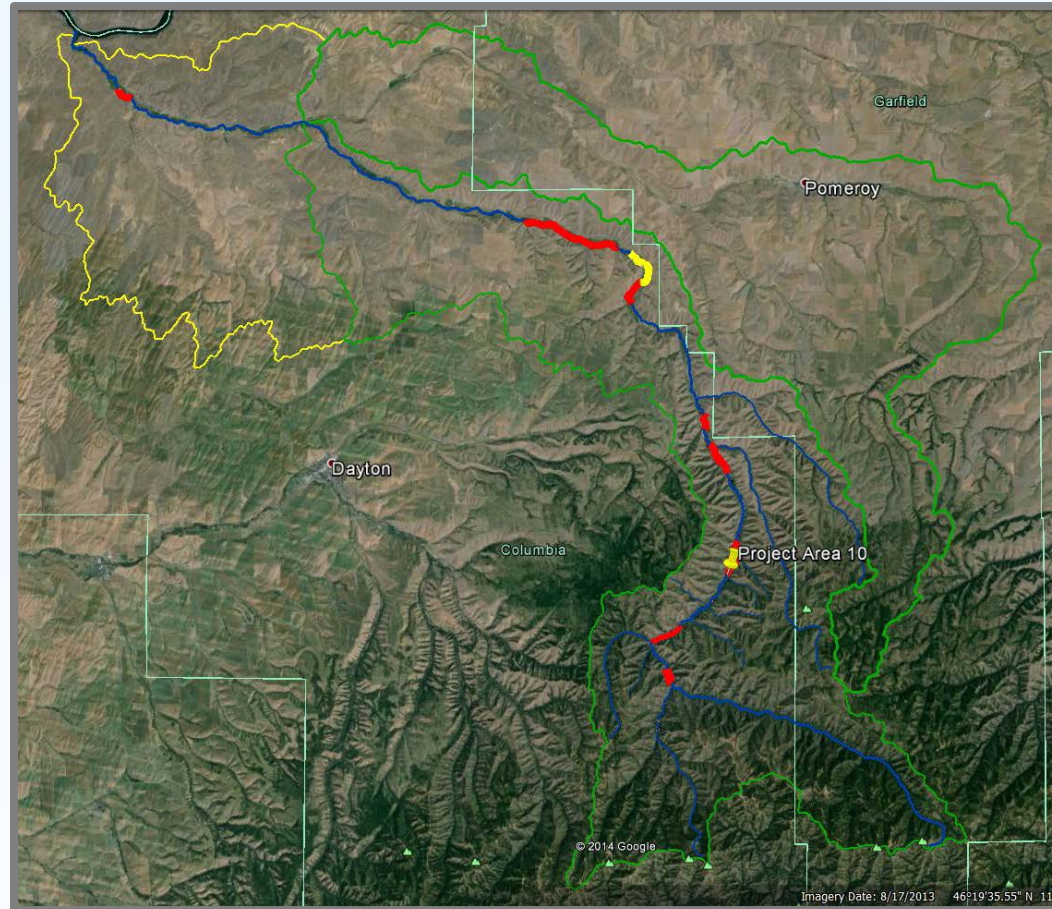 Garfield
Pomeroy
Dayton
Columbia
Project Area 10
© 2014 Google
Imagery Date: 8/17/2013 46°19'35.55" N 11